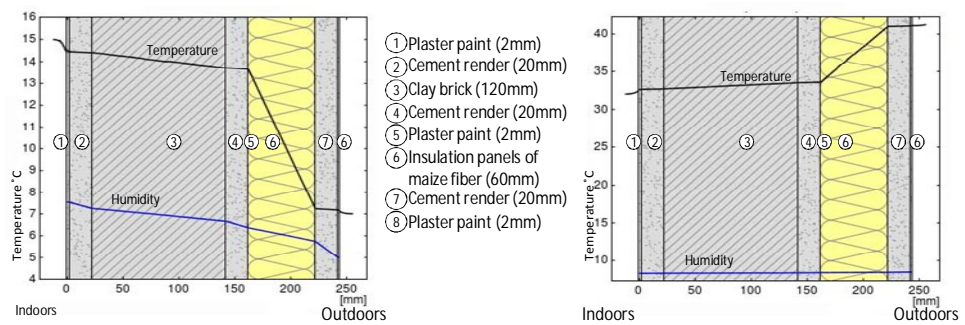 16
15
14
13
12
11
10
9
8
7
6
5
4
Temperature ˚C
Temperature
Humidity
1 2 3 4 5 6 7 6
0 50 100 150 200 250
[mm]
Indoors
Outdoors
1 Plaster paint (2mm)
2 Cement render (20mm)
3 Clay brick (120mm)
4 Cement render (20mm)
5 Plaster paint (2mm)
6 Insulation panels of
maize fiber (60mm)
7 Cement render (20mm)
8 Plaster paint (2mm)
40
35
30
25
20
15
10
Temperature ˚C
Temperature
Humidity
1 2 3 4 5 6 7 6
0 50 100 150 200 250
[mm]
Indoors
Outdoors